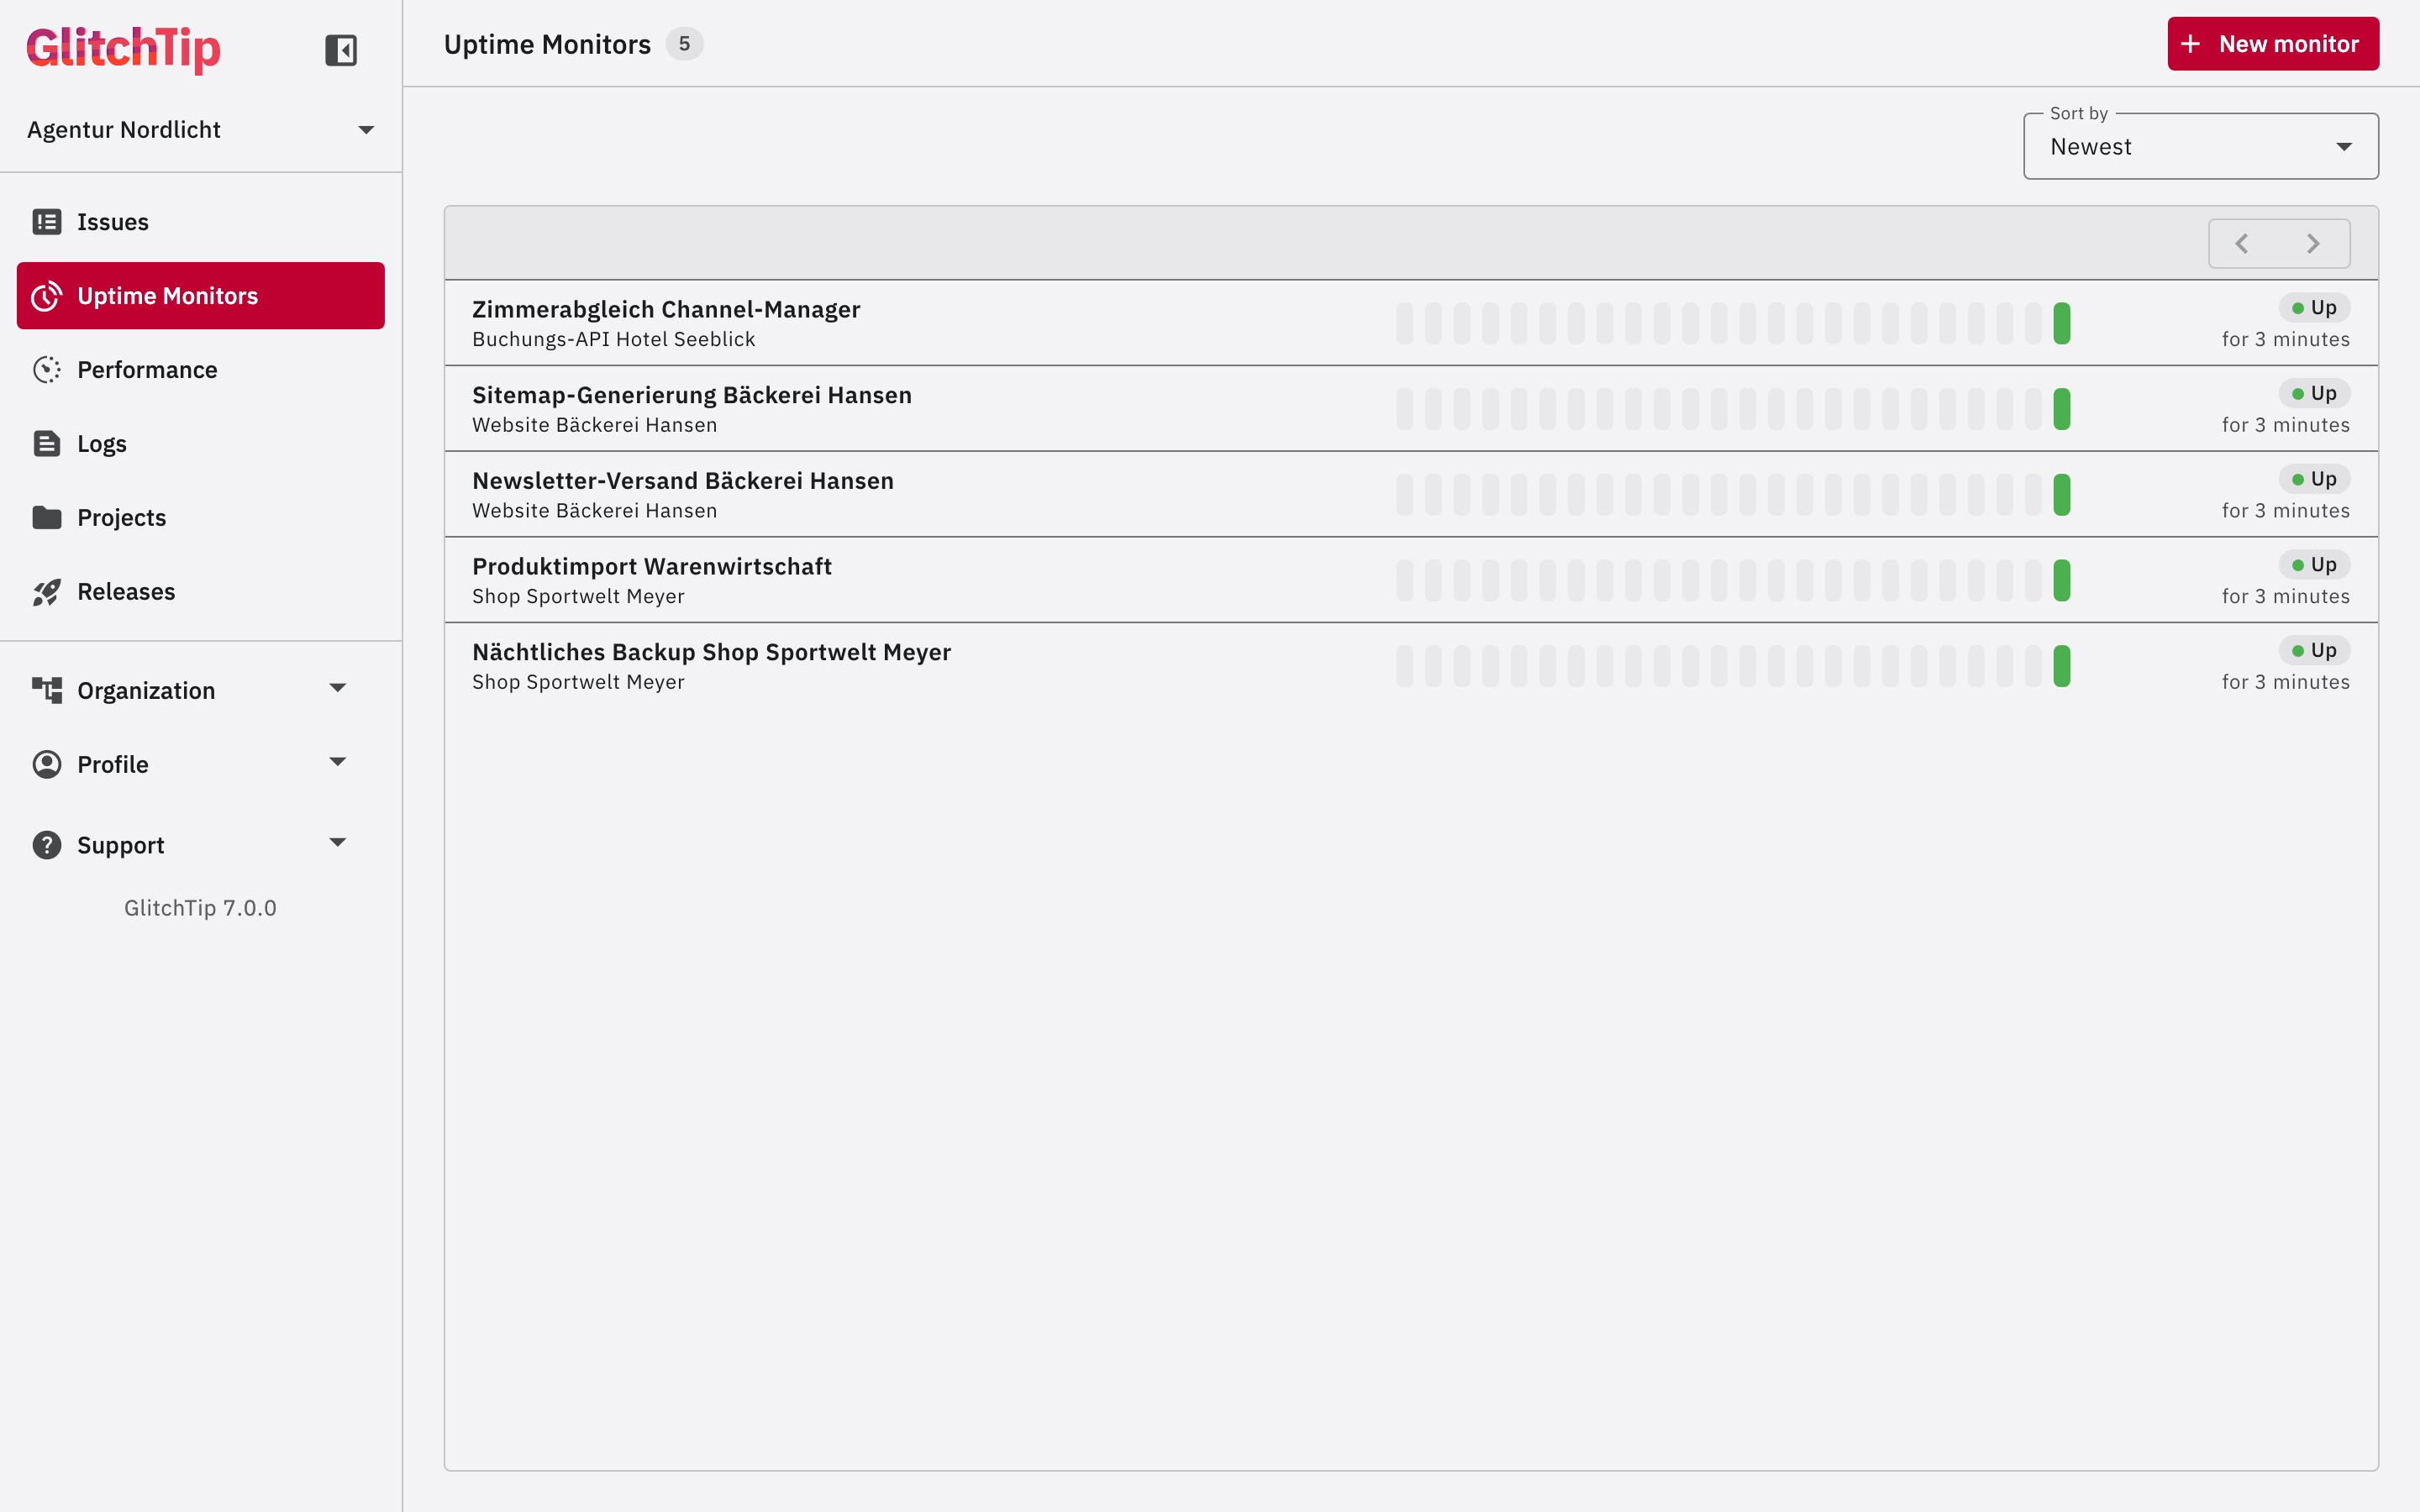 GlitchTip
Agentur Nordlicht
Issues
Uptime Monitors
Performance
Logs
Projects
Releases
Organization
Profile
Support
GlitchTip 7.0.0
Uptime Monitors 5
New monitor
Sort by
Newest
Zimmerabgleich Channel-Manager
Buchungs-API Hotel Seeblick
Up
for 3 minutes
Sitemap-Generierung Bäckerei Hansen
Website Bäckerei Hansen
Up
for 3 minutes
Newsletter-Versand Bäckerei Hansen
Website Bäckerei Hansen
Up
for 3 minutes
Produktimport Warenwirtschaft
Shop Sportwelt Meyer
Up
for 3 minutes
Nächtliches Backup Shop Sportwelt Meyer
Shop Sportwelt Meyer
Up
for 3 minutes